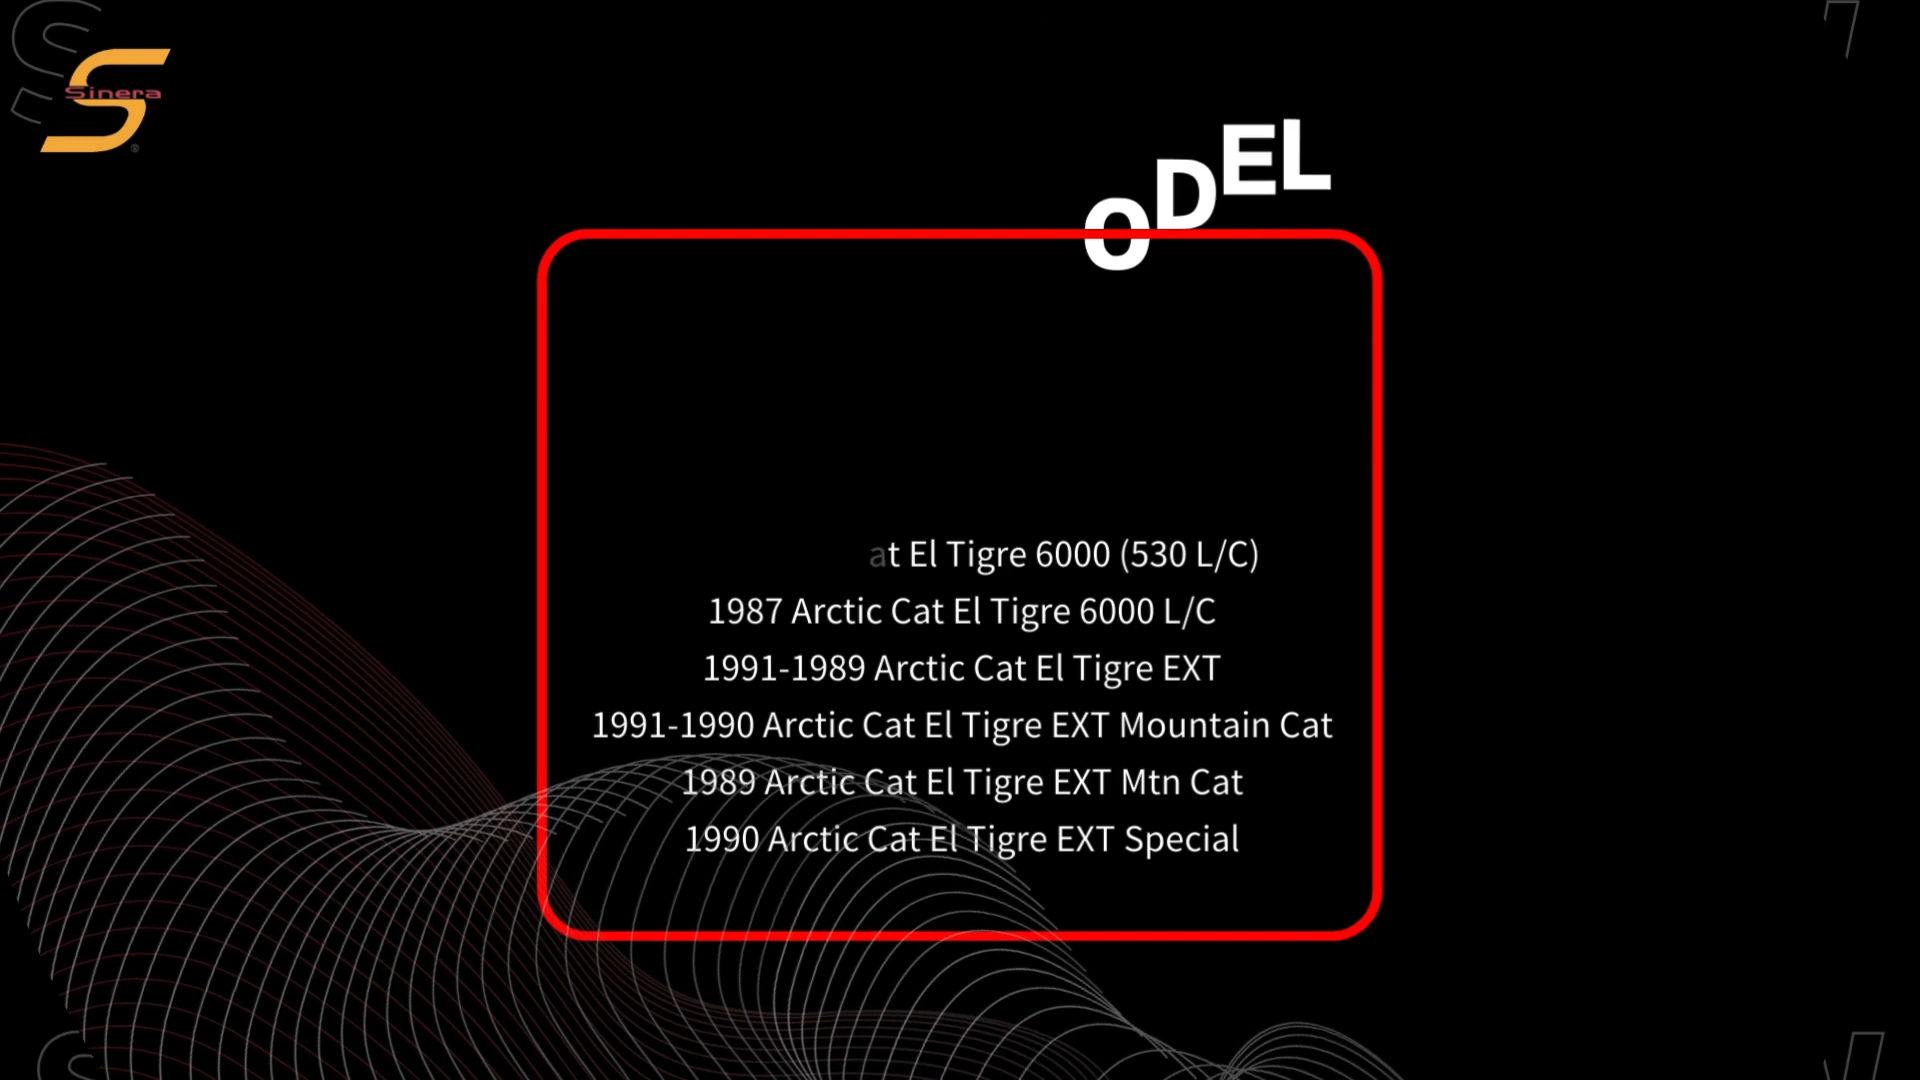 Sinera
ODEL
at El Tigre 6000 (530 L/C)
1987 Arctic Cat El Tigre 6000 L/C
1991-1989 Arctic Cat El Tigre EXT
1991-1990 Arctic Cat El Tigre EXT Mountain Cat
1989 Arctic Cat El Tigre EXT Mtn Cat
1990 Arctic Cat El Tigre EXT Special